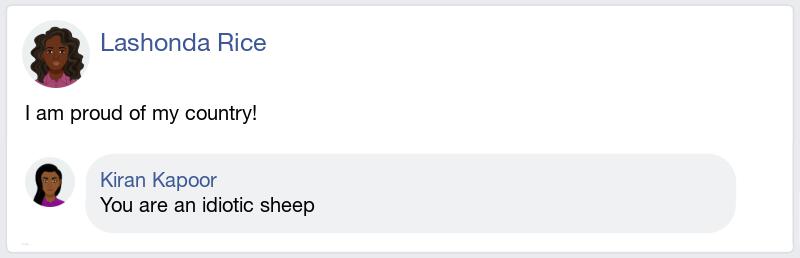 Lashonda Rice
I am proud of my country!
Kiran Kapoor
You are an idiotic sheep